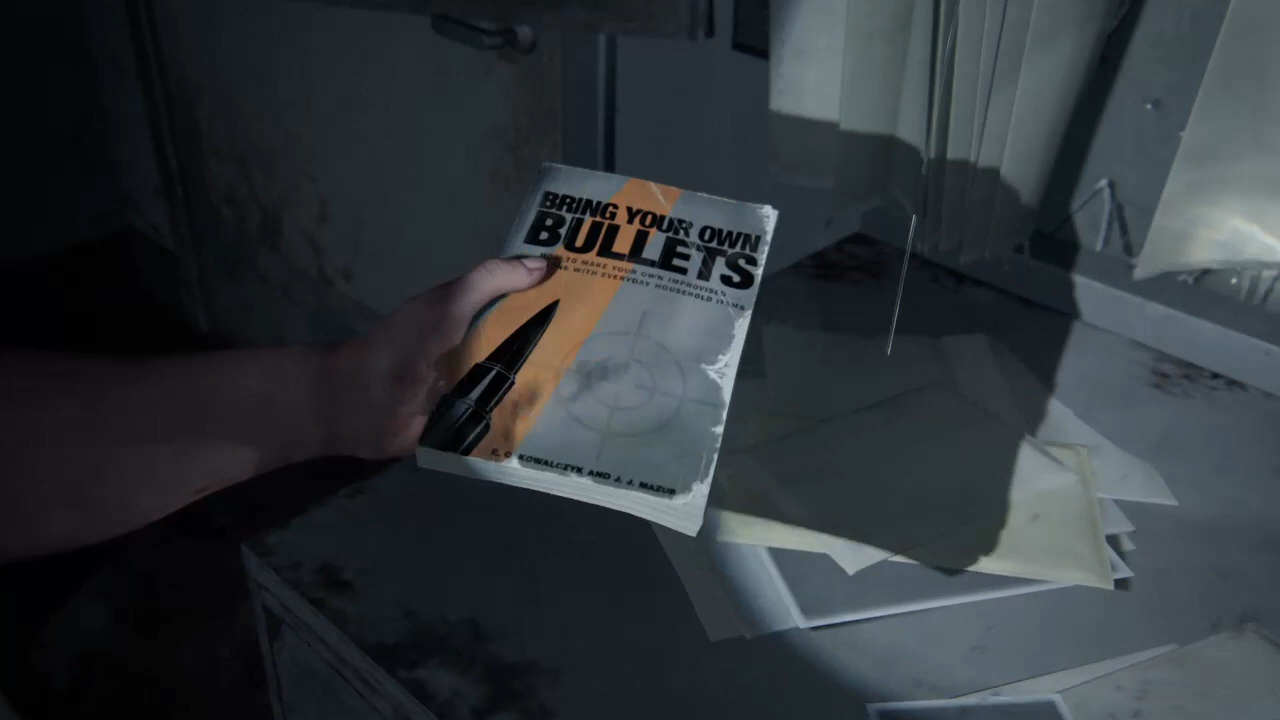 BRING YOUR OWN
BULLETS
TO MAKE YOUR OWN IMPROVISED
WITH EVERYDAY HOUSEHOLD ITEMS
KOWALCZYK AND J. J. MAZUR